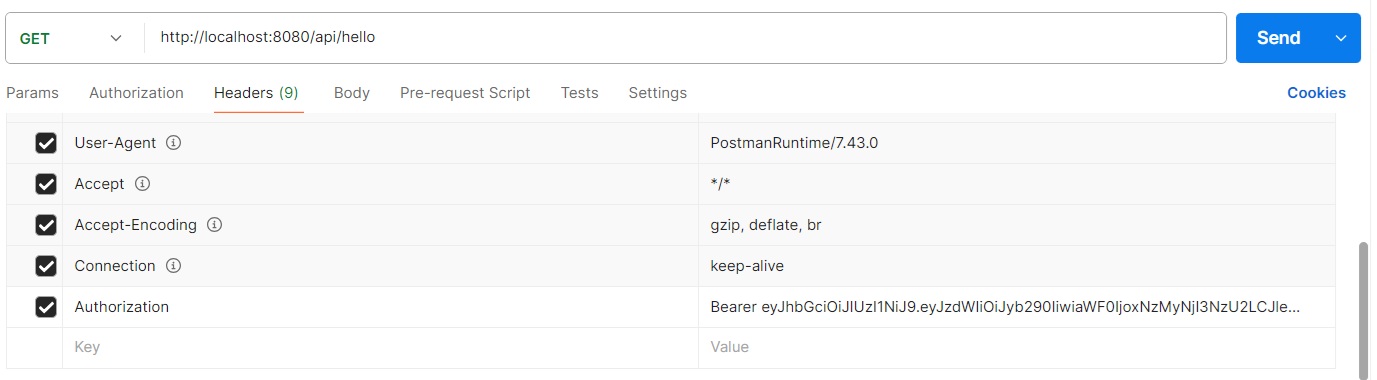 GET http://localhost:8080/api/hello Send
Params Authorization Headers (9) Body Pre-request Script Tests Settings Cookies
User-Agent PostmanRuntime/7.43.0
Accept */*
Accept-Encoding gzip, deflate, br
Connection keep-alive
Authorization Bearer eyJhbGciOiJIUzI1NiJ9.eyJzdWIiOiJyb290IiwiaWF0IjoxNzMyNjI3NzU2LCJle...
Key Value